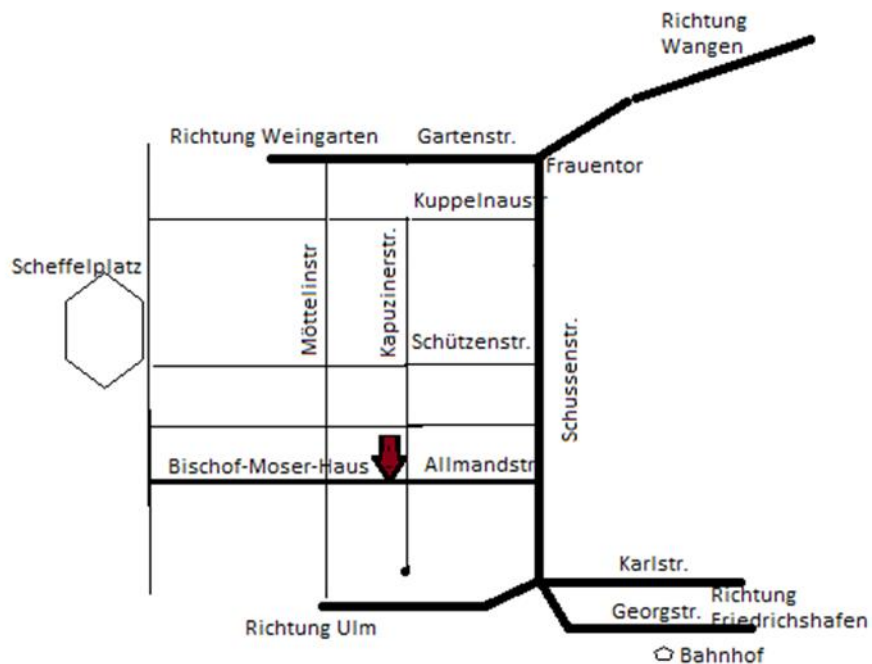 Richtung
Wangen
Richtung Weingarten
Gartenstr.
Frauentor
Kuppelnaustr
Scheffelplatz
Möttelinstr
Kapuzinerstr.
Schützenstr.
Schussenstr.
Bischof-Moser-Haus
Allmandstr
Karlstr.
Richtung
Friedrichshafen
Georgstr.
Richtung Ulm
Bahnhof